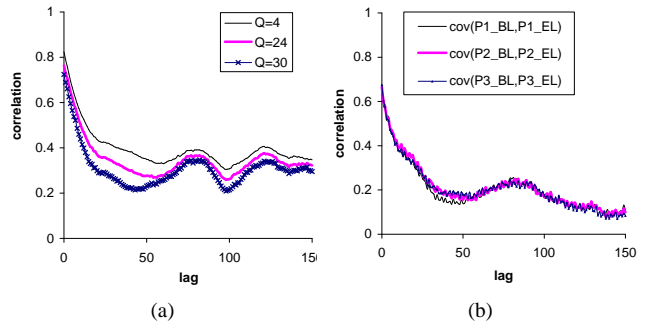 Q=4
Q=24
Q=30
correlation
1
0.8
0.6
0.4
0.2
0
0 50 100 150
lag
(a)
cov(P1_BL,P1_EL)
cov(P2_BL,P2_EL)
cov(P3_BL,P3_EL)
correlation
1
0.8
0.6
0.4
0.2
0
0 50 100 150
lag
(b)